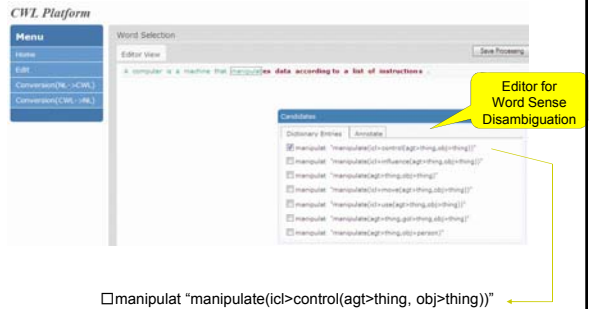 CWL Platform
Menu
Home
Edit
Conversion(NL->CWL)
Conversion(CWL->NL)
Word Selection
Editor View
Save Processing
A computer is a machine that manipulates data according to a list of instructions .
Editor for
Word Sense
Disambiguation
Candidates
Dictionary Entries
Annotate
manipulat "manipulate(icl>control(agt>thing,obj>thing))"
manipulat "manipulate(icl>influence(agt>thing,obj>thing))"
manipulat "manipulate(agt>thing,obj>thing)"
manipulat "manipulate(icl>move(agt>thing,obj>thing))"
manipulat "manipulate(icl>use(agt>thing,obj>thing))"
manipulat "manipulate(agt>thing,gol>thing,obj>thing)"
manipulat "manipulate(agt>thing,obj>person)"
☐manipulat “manipulate(icl>control(agt>thing, obj>thing))”